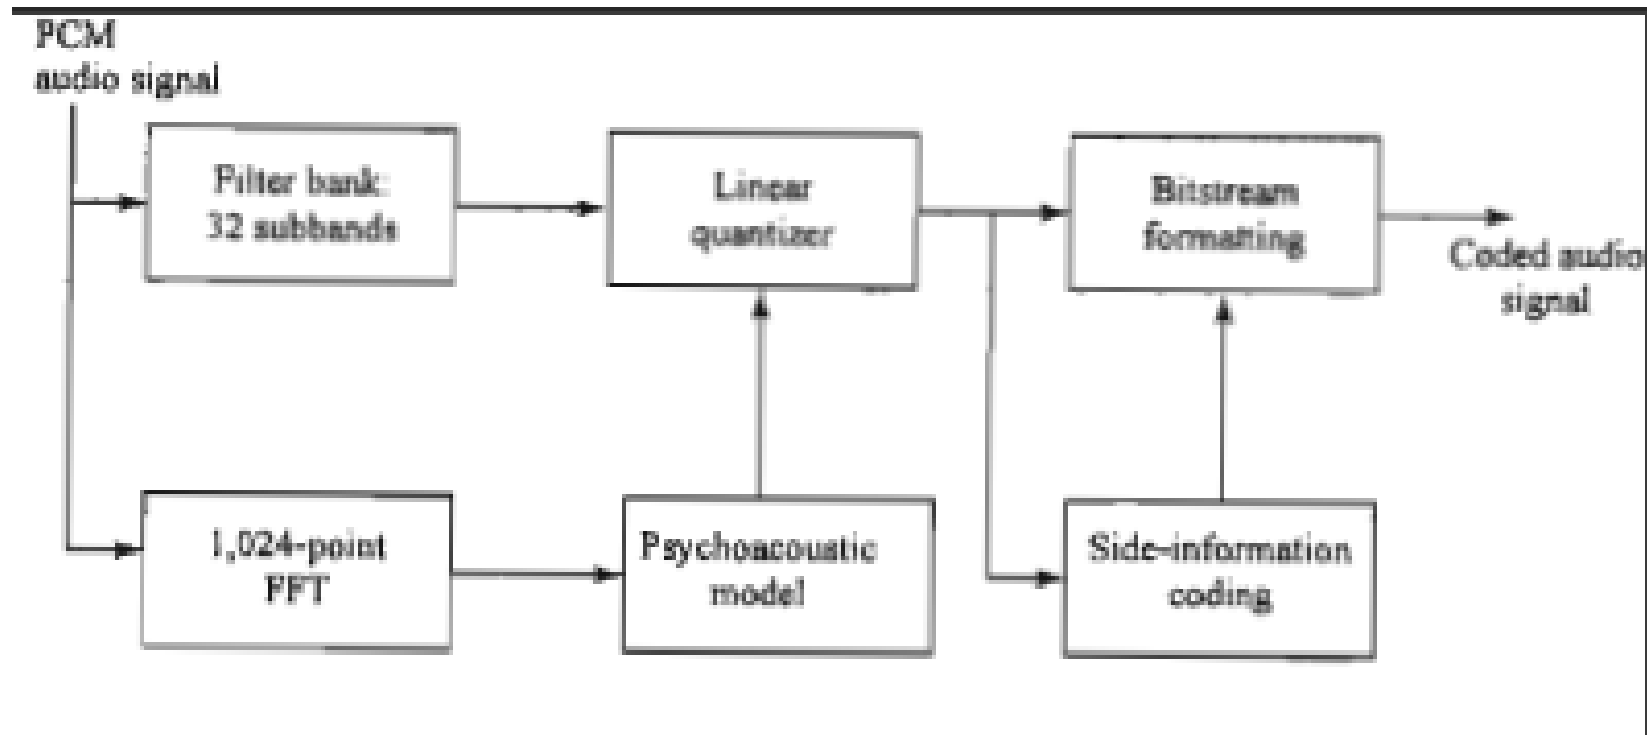 PCM
audio signal
Filter bank:
32 subbands
Linear
quantizer
Bitstream
formatting
Coded audio
signal
1,024-point
FFT
Psychoacoustic
model
Side-information
coding